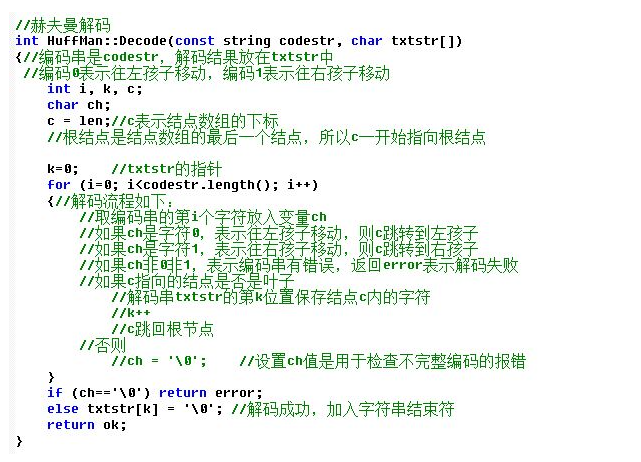 //赫夫曼解码
int HuffMan::Decode(const string codestr, char txtstr[])
{//编码串是codestr，解码结果放在txtstr中
//编码0表示往左孩子移动，编码1表示往右孩子移动
int i, k, c;
char ch;
c = len;//c表示结点数组的下标
//根结点是结点数组的最后一个结点，所以c一开始指向根结点
k=0; //txtstr的指针
for (i=0; i<codestr.length(); i++)
{//解码流程如下：
//取编码串的第i个字符放入变量ch
//如果ch是字符0，表示往左孩子移动，则c跳转到左孩子
//如果ch是字符1，表示往右孩子移动，则c跳转到右孩子
//如果ch非0非1，表示编码串有错误，返回error表示解码失败
//如果c指向的结点是否是叶子
//解码串txtstr的第k位置保存结点c内的字符
//k++
//c跳回根节点
//否则
//ch = '\0'; //设置ch值是用于检查不完整编码的报错
}
if (ch=='\0') return error;
else txtstr[k] = '\0'; //解码成功，加入字符串结束符
return ok;
}